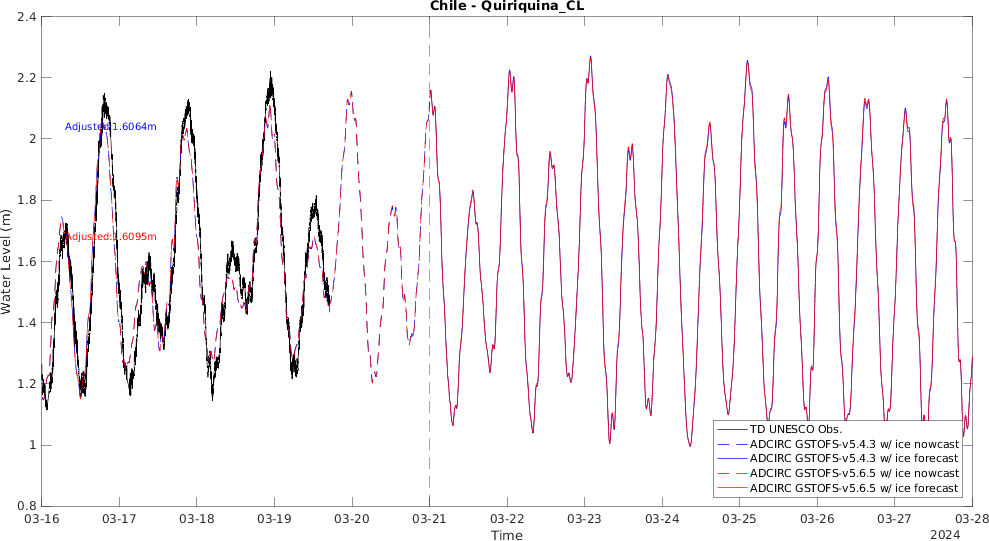 Chile - Quiriquina_CL
2.4
2.2
2
1.8
1.6
1.4
1.2
1
0.8
Water Level (m)
Adjusted:1.6064m
Adjusted:1.6095m
TD UNESCO Obs.
ADCIRC GSTOFS-v5.4.3 w/ ice nowcast
ADCIRC GSTOFS-v5.4.3 w/ ice forecast
ADCIRC GSTOFS-v5.6.5 w/ ice nowcast
ADCIRC GSTOFS-v5.6.5 w/ ice forecast
03-16 03-17 03-18 03-19 03-20 03-21 03-22 03-23 03-24 03-25 03-26 03-27 03-28
Time
2024